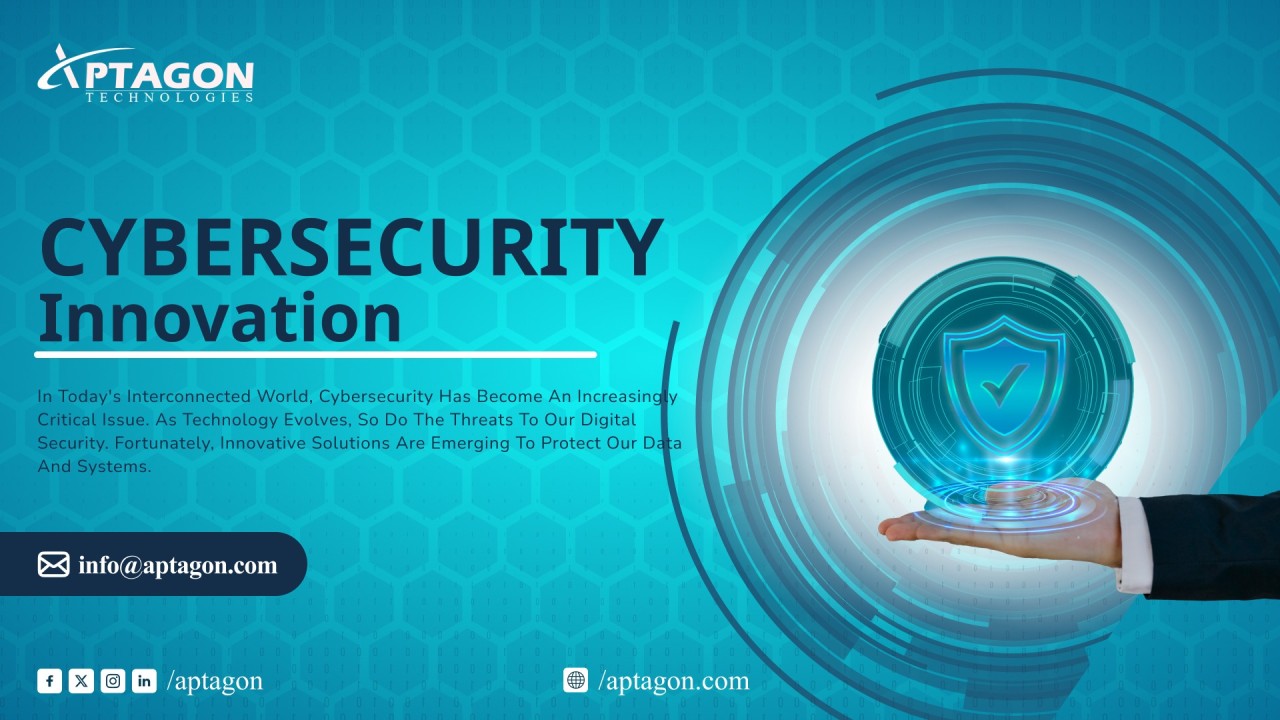 APTAGON
TECHNOLOGIES
CYBERSECURITY
Innovation
In Today's Interconnected World, Cybersecurity Has Become An Increasingly
Critical Issue. As Technology Evolves, So Do The Threats To Our Digital
Security. Fortunately, Innovative Solutions Are Emerging To Protect Our Data
And Systems.
info@aptagon.com
/aptagon
/aptagon.com